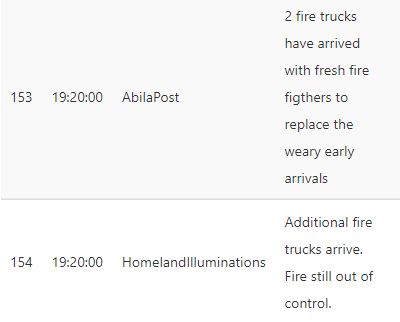 2 fire trucks
have arrived
with fresh fire
153 19:20:00 AbilaPost figthers to
replace the
weary early
arrivals
Additional fire
trucks arrive.
154 19:20:00 HomelandIlluminations Fire still out of
control.